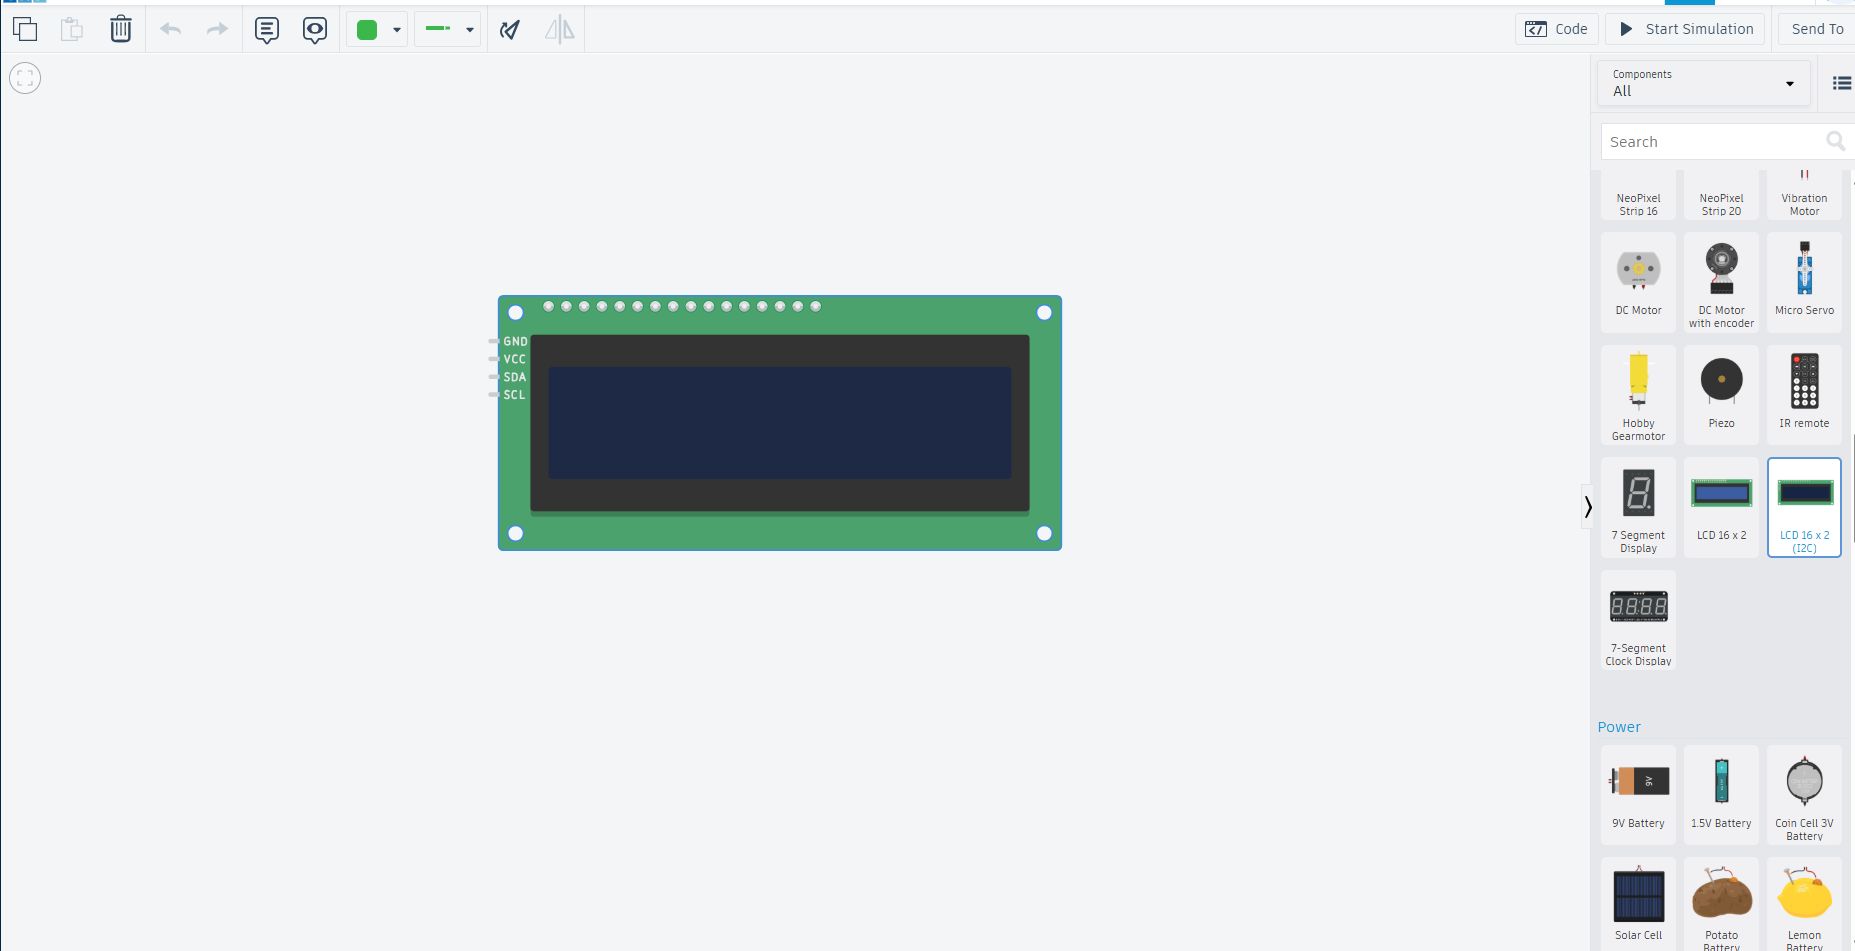 Code
Start Simulation
Send To
Components
All
Search
NeoPixel
Strip 16
NeoPixel
Strip 20
Vibration
Motor
DC Motor
DC Motor
with encoder
Micro Servo
GND
VCC
SDA
SCL
Hobby
Gearmotor
Piezo
IR remote
7 Segment
Display
LCD 16 x 2
LCD 16 x 2
(I2C)
7-Segment
Clock Display
Power
9V
9V Battery
1.5V Battery
Coin Cell 3V
Battery
Solar Cell
Potato
Battery
Lemon
Battery